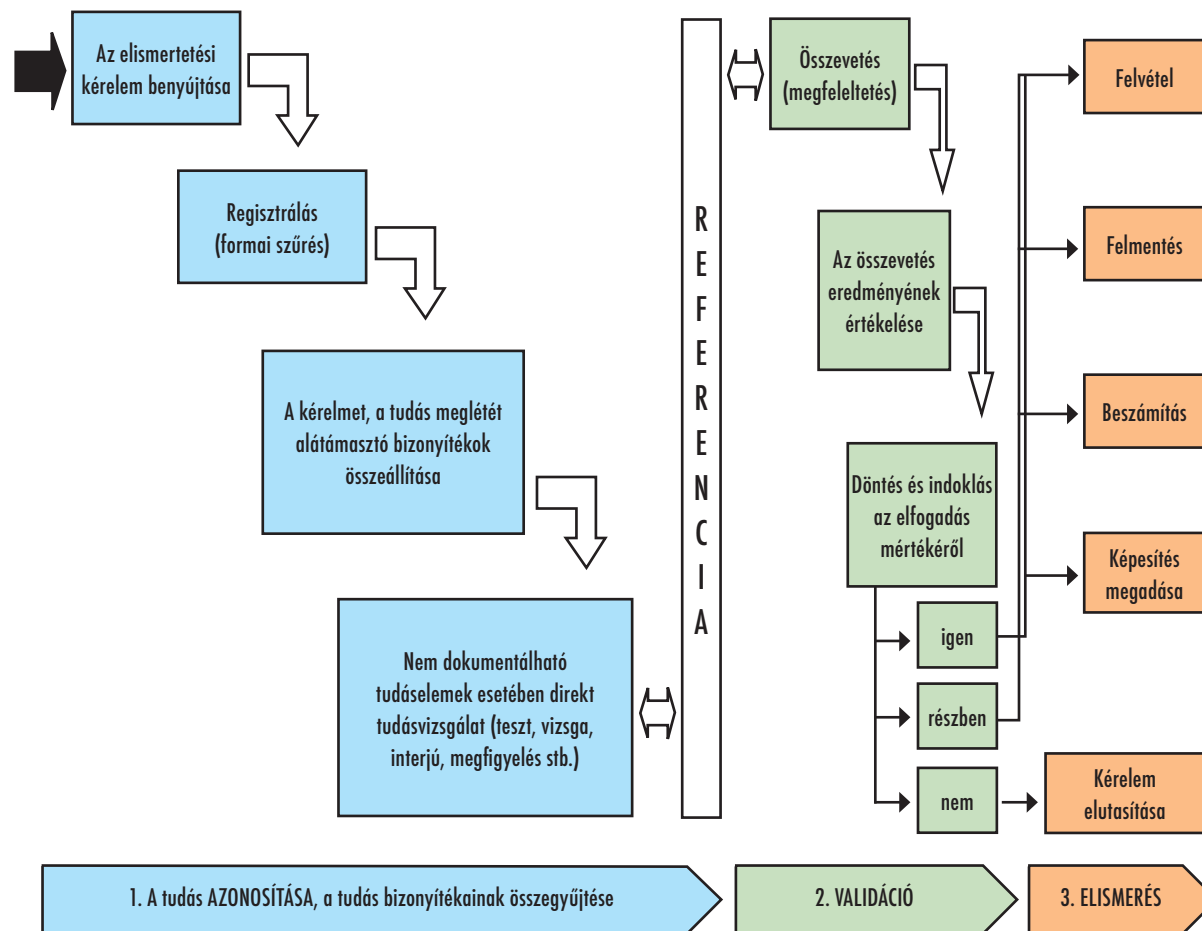 Az elismertetési
kérelem benyújtása
Regisztrálás
(formai szűrés)
A kérelmet, a tudás meglétét
alátámasztó bizonyítékok
összeállítása
Nem dokumentálható
tudáselemek esetében direkt
tudásvizsgálat (teszt, vizsga,
interjú, megfigyelés stb.)
REFERENCIA
Összevetés
(megfeleltetés)
Az összevetés
eredményének
értékelése
Döntés és indoklás
az elfogadás
mértékéről
igen
részben
nem
Felvétel
Felmentés
Beszámítás
Képesítés
megadása
Kérelem
elutasítása
1. A tudás AZONOSÍTÁSA, a tudás bizonyítékainak összegyűjtése
2. VALIDÁCIÓ
3. ELISMERÉS